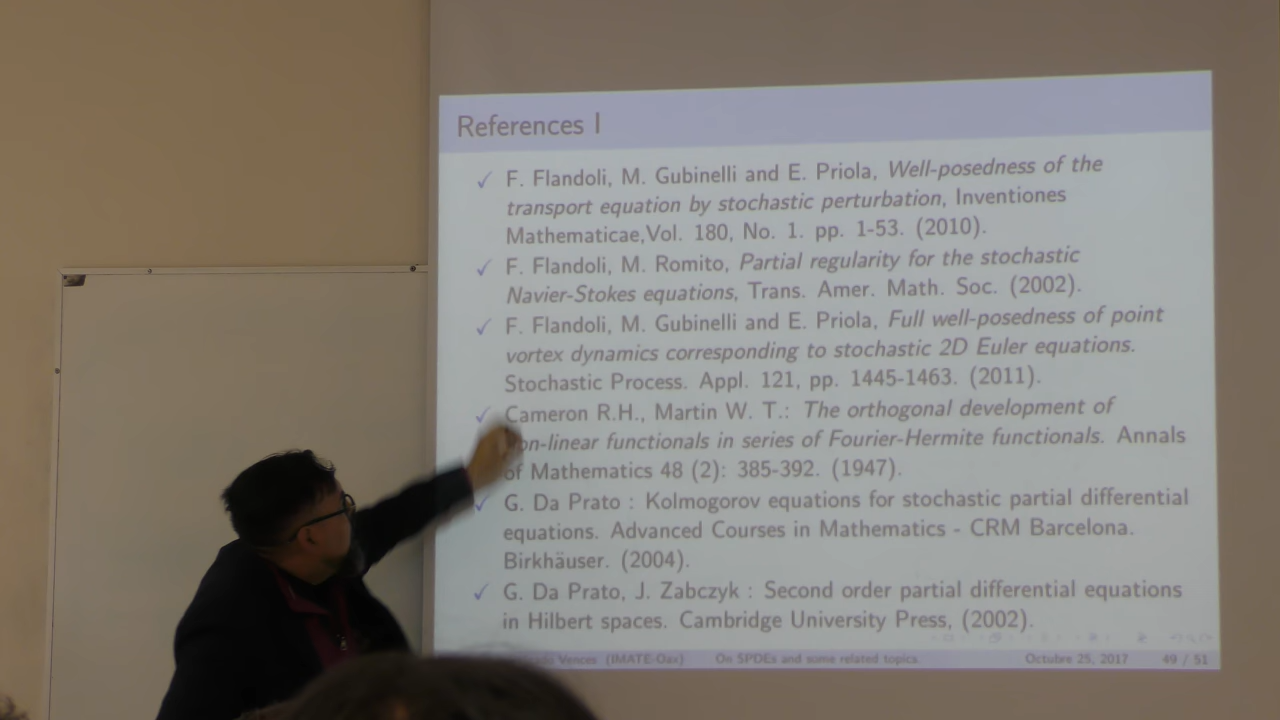 References I
✓ F. Flandoli, M. Gubinelli and E. Priola, Well-posedness of the
transport equation by stochastic perturbation, Inventiones
Mathematicae,Vol. 180, No. 1. pp. 1-53. (2010).
✓ F. Flandoli, M. Romito, Partial regularity for the stochastic
Navier-Stokes equations, Trans. Amer. Math. Soc. (2002).
✓ F. Flandoli, M. Gubinelli and E. Priola, Full well-posedness of point
vortex dynamics corresponding to stochastic 2D Euler equations.
Stochastic Process. Appl. 121, pp. 1445-1463. (2011).
✓ Cameron R.H., Martin W. T.: The orthogonal development of
non-linear functionals in series of Fourier-Hermite functionals. Annals
of Mathematics 48 (2): 385-392. (1947).
✓ G. Da Prato : Kolmogorov equations for stochastic partial differential
equations. Advanced Courses in Mathematics - CRM Barcelona.
Birkhäuser. (2004).
✓ G. Da Prato, J. Zabczyk : Second order partial differential equations
in Hilbert spaces. Cambridge University Press, (2002).
Vences (IMATE-Oax) On SPDEs and some related topics. Octubre 25, 2017 49 / 51